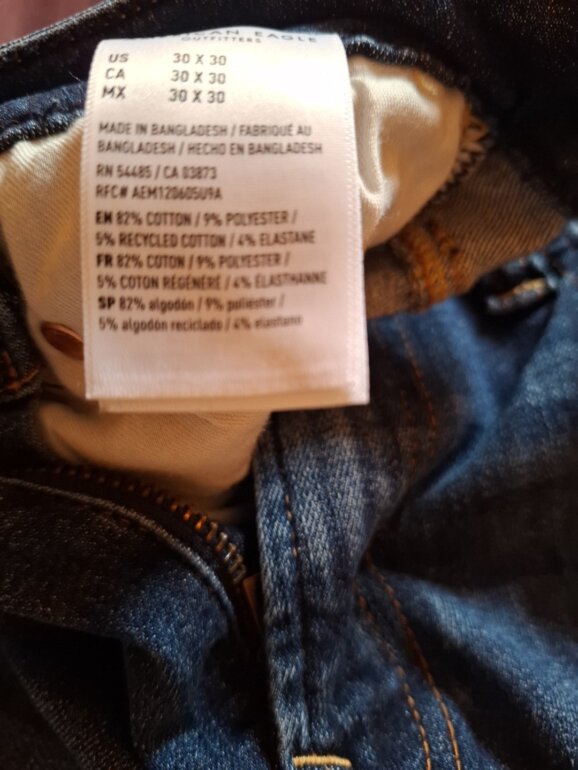 EAGLE
OUTFITTERS
US 30 X 30
CA 30 X 30
MX 30 X 30
MADE IN BANGLADESH / FABRIQUÉ AU
BANGLADESH / HECHO EN BANGLADESH
RN 54485 / CA 03873
RFC# AEM120605U9A
EN 82% COTTON / 9% POLYESTER /
5% RECYCLED COTTON / 4% ELASTANE
FR 82% COTON / 9% POLYESTER /
5% COTON RÉGÉNÉRÉ / 4% ÉLASTHANNE
SP 82% algodón / 9% poliéster /
5% algodón reciclado / 4% elastano